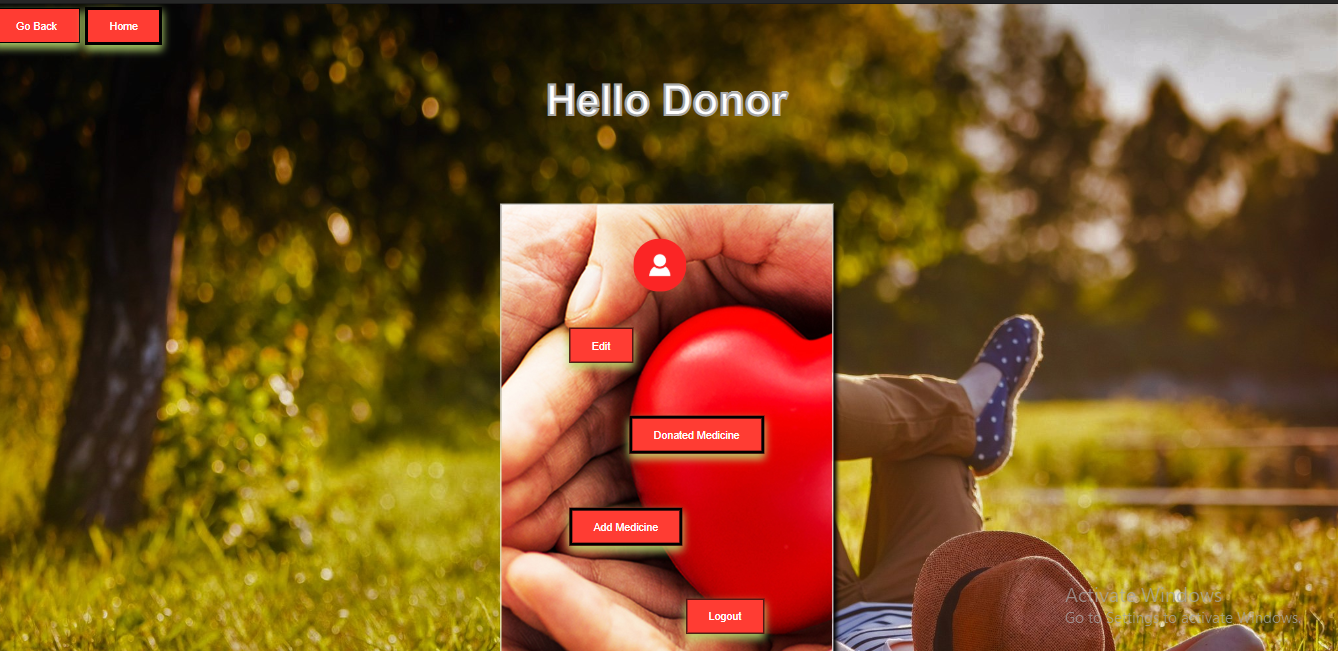 Go Back
Home
Hello Donor
Edit
Donated Medicine
Add Medicine
Logout
Activate Windows
Go to Settings to activate Windows.